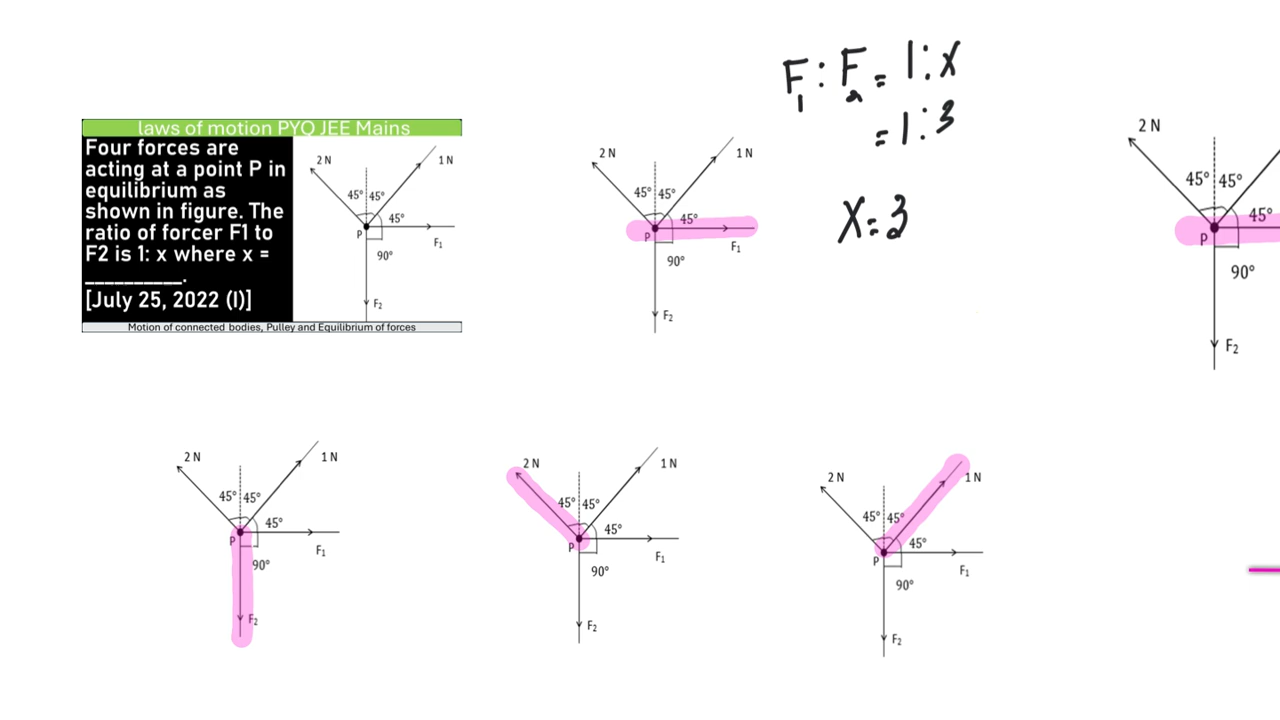 laws of motion PYQ JEE Mains
Four forces are
acting at a point P in
equilibrium as
shown in figure. The
ratio of forcer F1 to
F2 is 1: x where x =
__________.
[July 25, 2022 (I)]
2 N
1 N
45° 45°
45°
P
F₁
90°
F₂
Motion of connected bodies, Pulley and Equilibrium of forces
2 N
1 N
45° 45°
45°
P
F₁
90°
F₂
F₁ : F₂ = 1 : x
= 1 : 3
x = 3
2 N
45° 45°
45°
P
90°
F₂
2 N
1 N
45° 45°
45°
P
F₁
90°
F₂
2 N
1 N
45° 45°
45°
P
F₁
90°
F₂
2 N
1 N
45° 45°
45°
P
F₁
90°
F₂